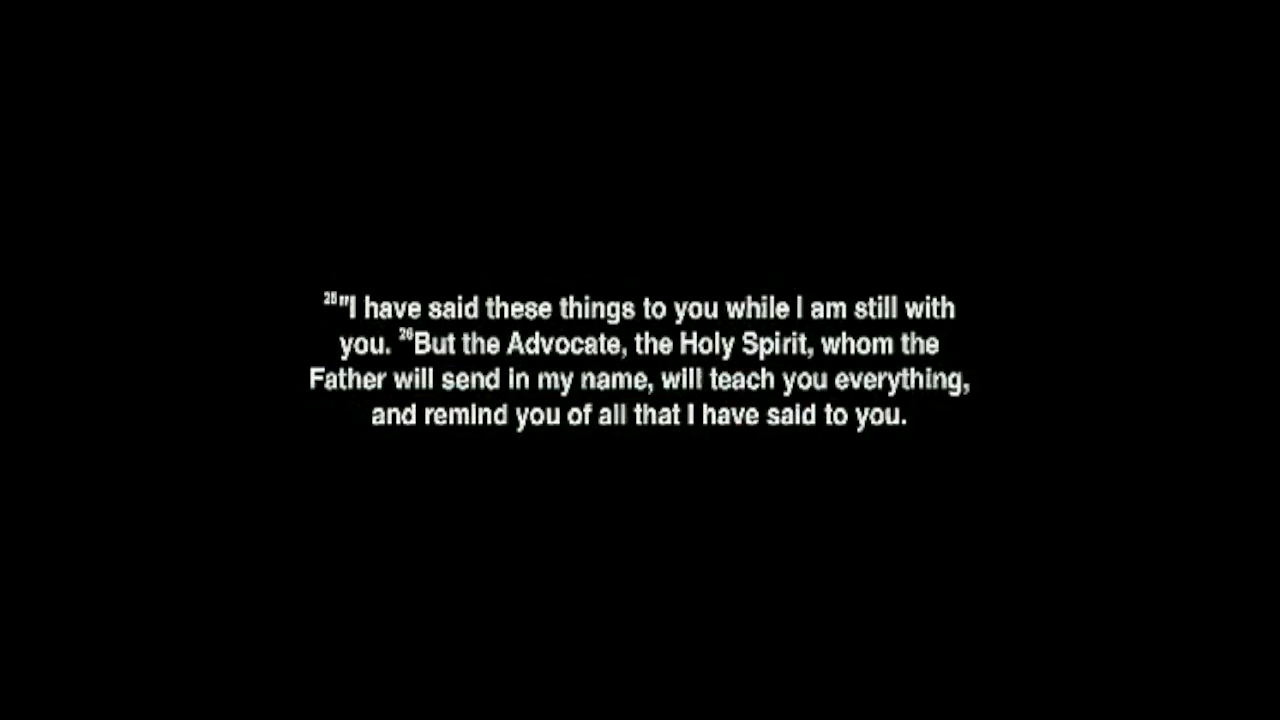 25"I have said these things to you while I am still with
you. 26But the Advocate, the Holy Spirit, whom the
Father will send in my name, will teach you everything,
and remind you of all that I have said to you.